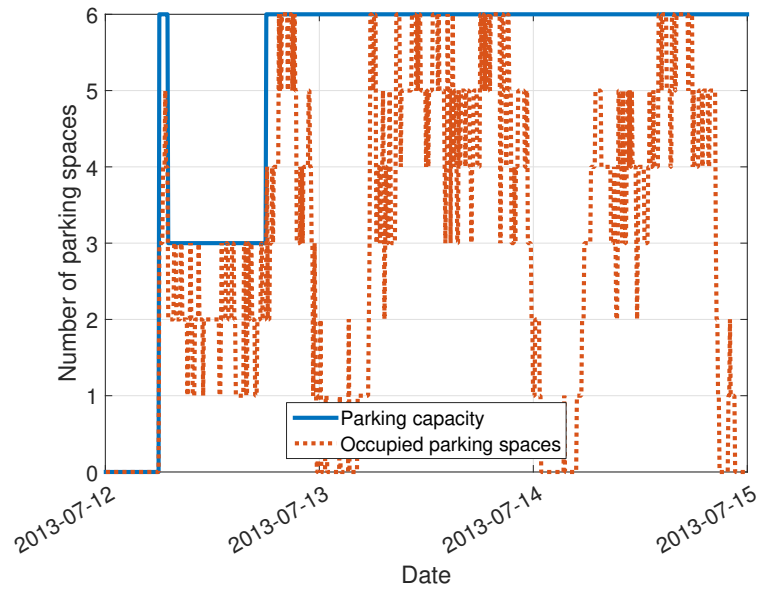 6
5
4
3
2
1
0
Number of parking spaces
Parking capacity
Occupied parking spaces
2013-07-12
2013-07-13
2013-07-14
2013-07-15
Date